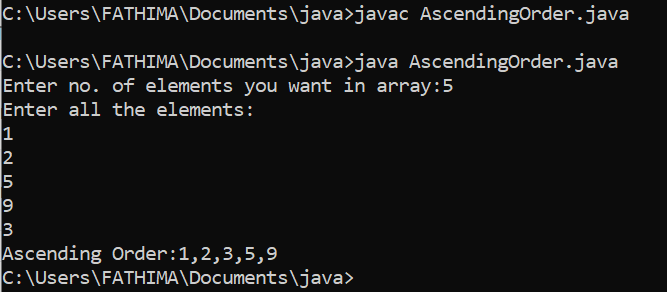 C:\Users\FATHIMA\Documents\java>javac AscendingOrder.java
C:\Users\FATHIMA\Documents\java>java AscendingOrder.java
Enter no. of elements you want in array:5
Enter all the elements:
1
2
5
9
3
Ascending Order:1,2,3,5,9
C:\Users\FATHIMA\Documents\java>